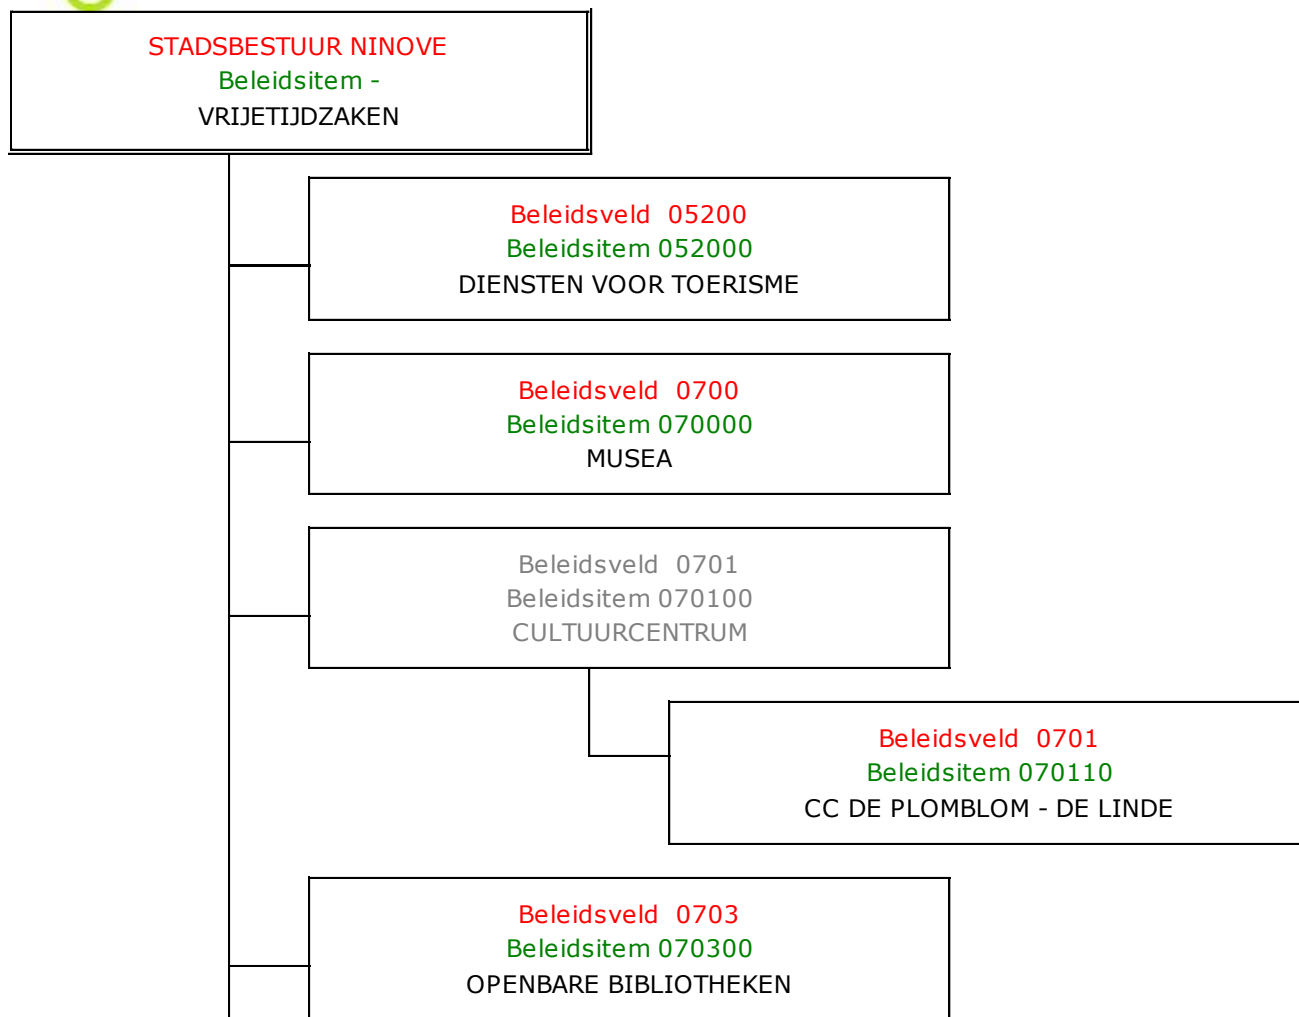 STADSBESTUUR NINOVE
Beleidsitem -
VRIJETIJDZAKEN
Beleidsveld 05200
Beleidsitem 052000
DIENSTEN VOOR TOERISME
Beleidsveld 0700
Beleidsitem 070000
MUSEA
Beleidsveld 0701
Beleidsitem 070100
CULTUURCENTRUM
Beleidsveld 0701
Beleidsitem 070110
CC DE PLOMBLOM - DE LINDE
Beleidsveld 0703
Beleidsitem 070300
OPENBARE BIBLIOTHEKEN